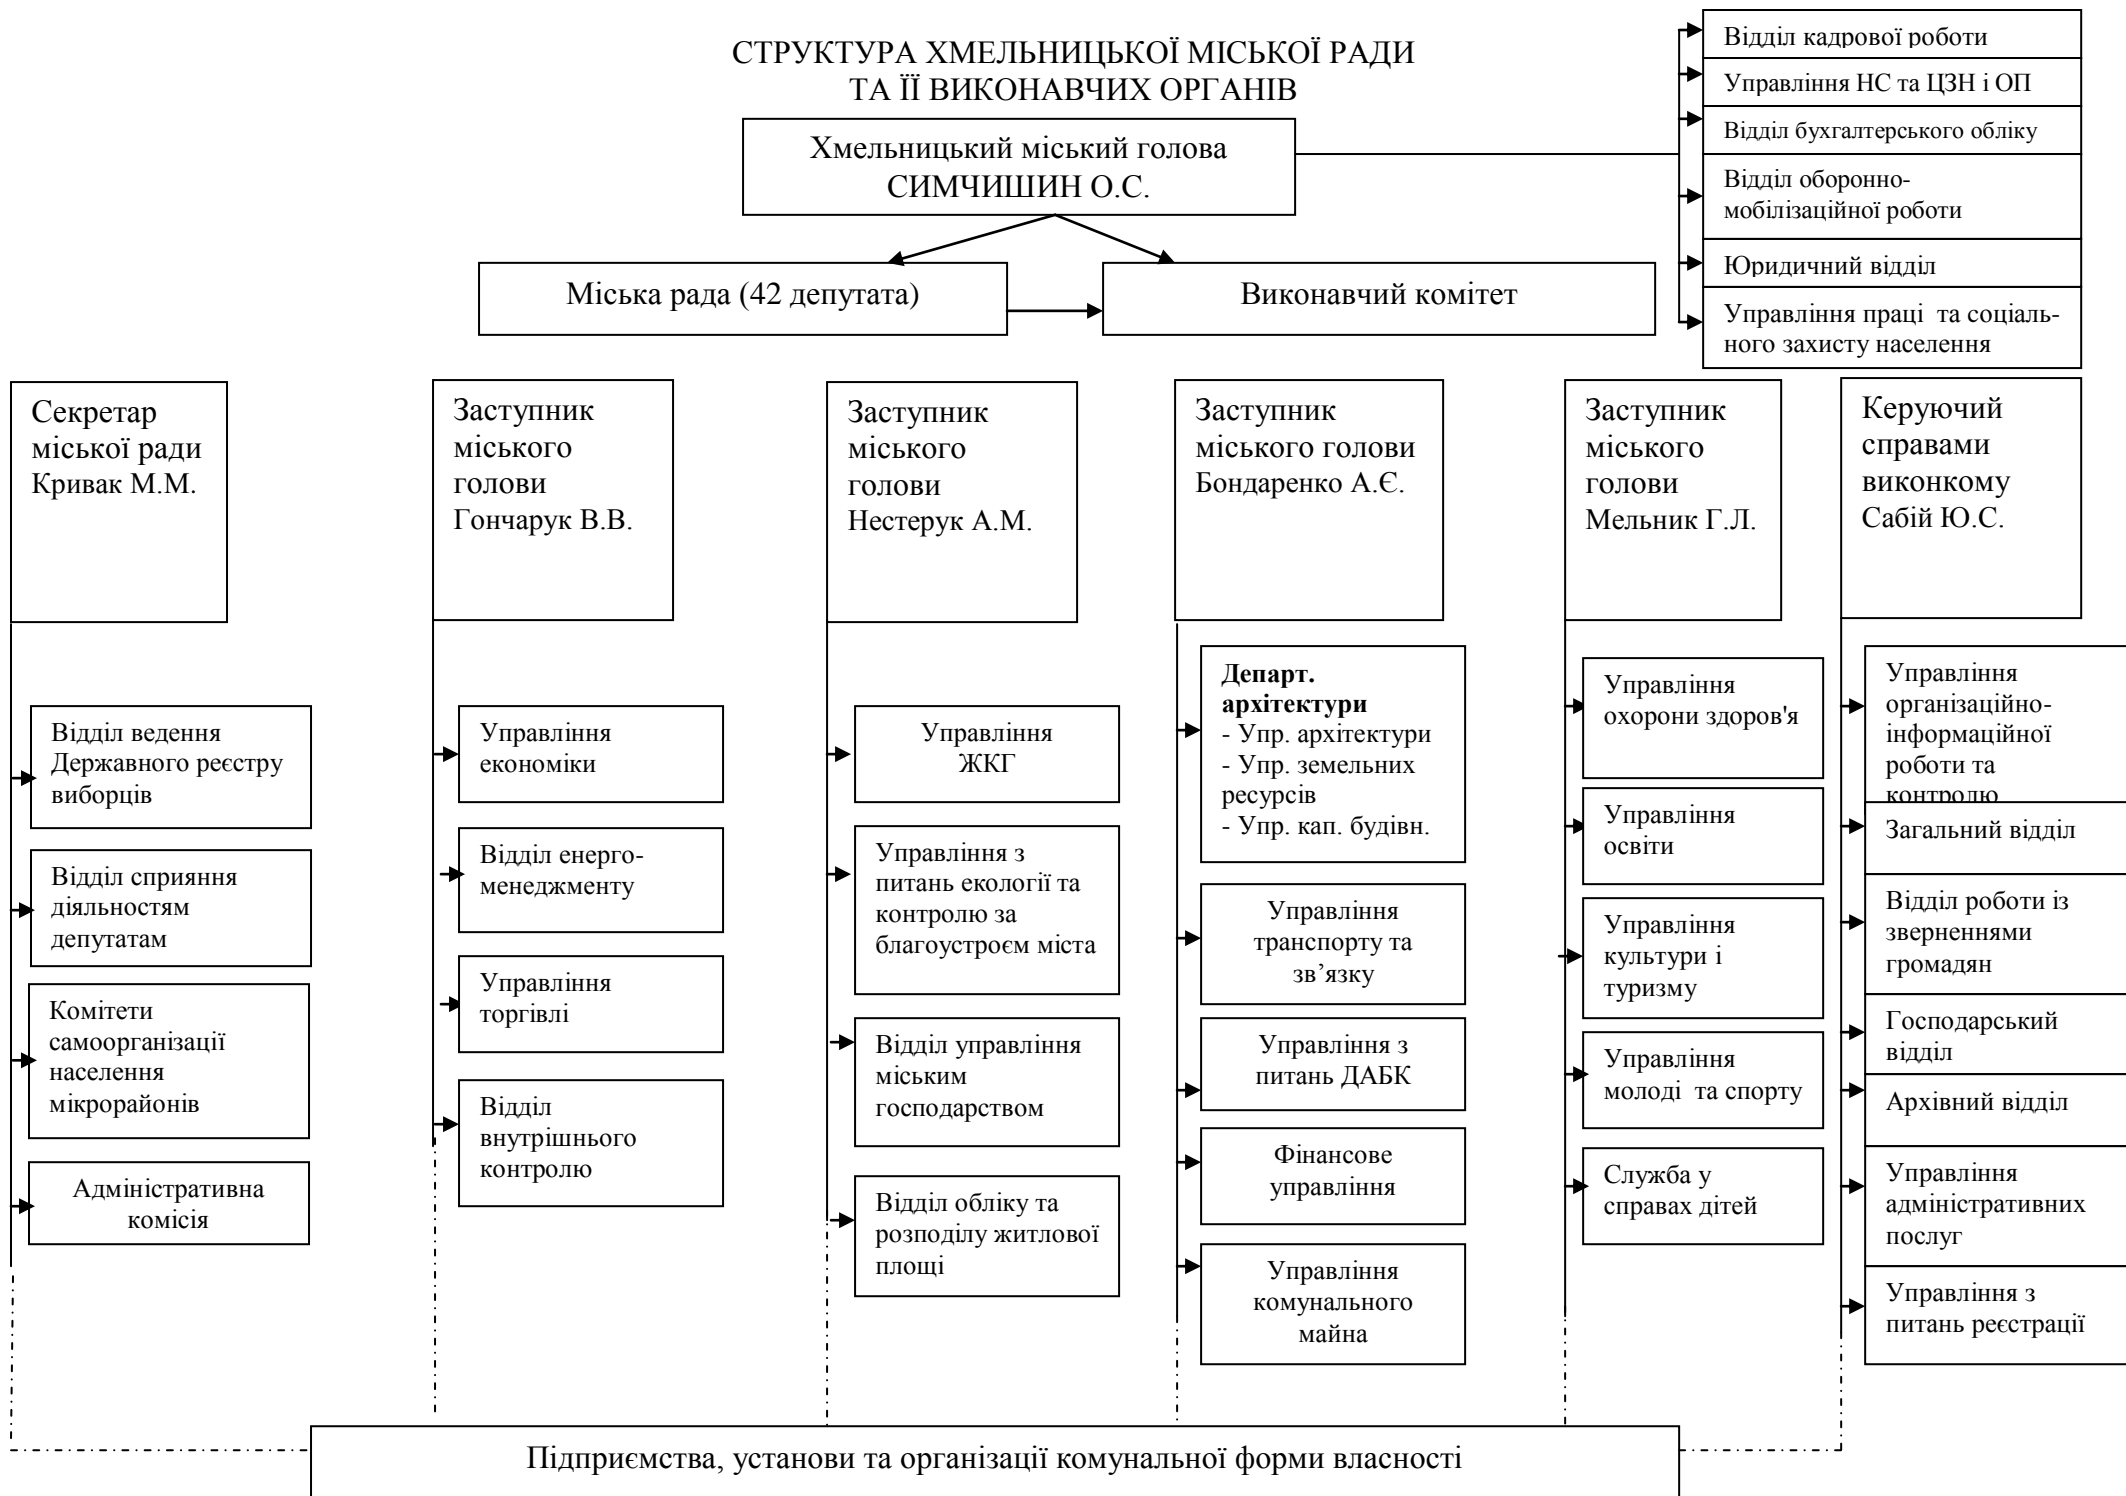 СТРУКТУРА ХМЕЛЬНИЦЬКОЇ МІСЬКОЇ РАДИ
ТА ЇЇ ВИКОНАВЧИХ ОРГАНІВ
Хмельницький міський голова
СИМЧИШИН О.С.
Відділ кадрової роботи
Управління НС та ЦЗН і ОП
Відділ бухгалтерського обліку
Відділ оборонно-
мобілізаційної роботи
Юридичний відділ
Управління праці  та соціаль-
ного захисту населення
Міська рада (42 депутата)
Виконавчий комітет
Секретар
міської ради
Кривак М.М.
Заступник
міського
голови
Гончарук В.В.
Заступник
міського
голови
Нестерук А.М.
Заступник
міського голови
Бондаренко А.Є.
Заступник
міського
голови
Мельник Г.Л.
Керуючий
справами
виконкому
Сабій Ю.С.
Відділ ведення
Державного реєстру
виборців
Відділ сприяння
діяльностям
депутатам
Комітети
самоорганізації
населення
мікрорайонів
Адміністративна
комісія
Управління
економіки
Відділ енерго-
менеджменту
Управління
торгівлі
Відділ
внутрішнього
контролю
Управління
ЖКГ
Управління з
питань екології та
контролю за
благоустроєм міста
Відділ управління
міським
господарством
Відділ обліку та
розподілу житлової
площі
Департ.
архітектури
- Упр. архітектури
- Упр. земельних
ресурсів
- Упр. кап. будівн.
Управління
транспорту та
зв’язку
Управління з
питань ДАБК
Фінансове
управління
Управління
комунального
майна
Управління
охорони здоров'я
Управління
освіти
Управління
культури і
туризму
Управління
молоді  та спорту
Служба у
справах дітей
Управління
організаційно-
інформаційної
роботи та
контролю
Загальний відділ
Відділ роботи із
зверненнями
громадян
Господарський
відділ
Архівний відділ
Управління
адміністративних
послуг
Управління з
питань реєстрації
Підприємства, установи та організації комунальної форми власності